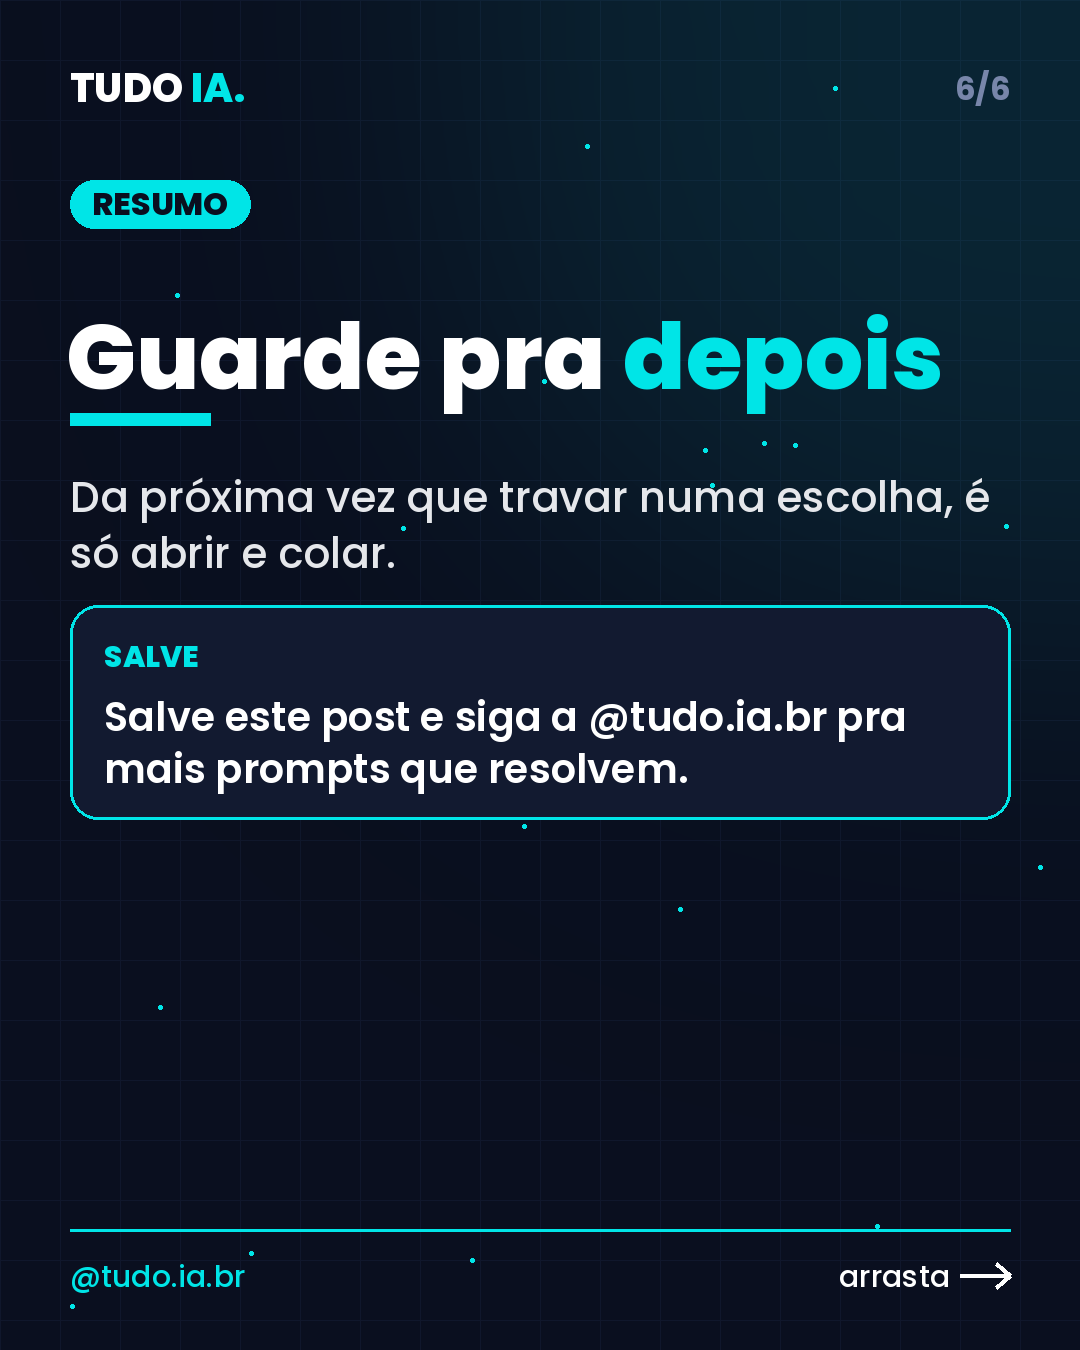 TUDO IA.
6/6
RESUMO
Guarde pra depois
Da próxima vez que travar numa escolha, é
só abrir e colar.
SALVE
Salve este post e siga a @tudo.ia.br pra
mais prompts que resolvem.
@tudo.ia.br
arrasta